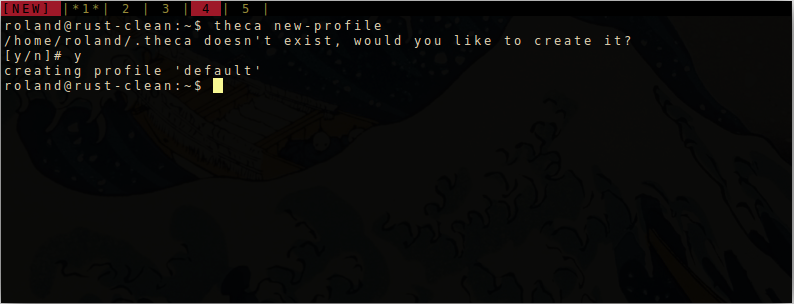 [NEW] |*1*| 2 | 3 | 4 | 5 |
roland@rust-clean:~$ theca new-profile
/home/roland/.theca doesn't exist, would you like to create it?
[y/n]# y
creating profile 'default'
roland@rust-clean:~$